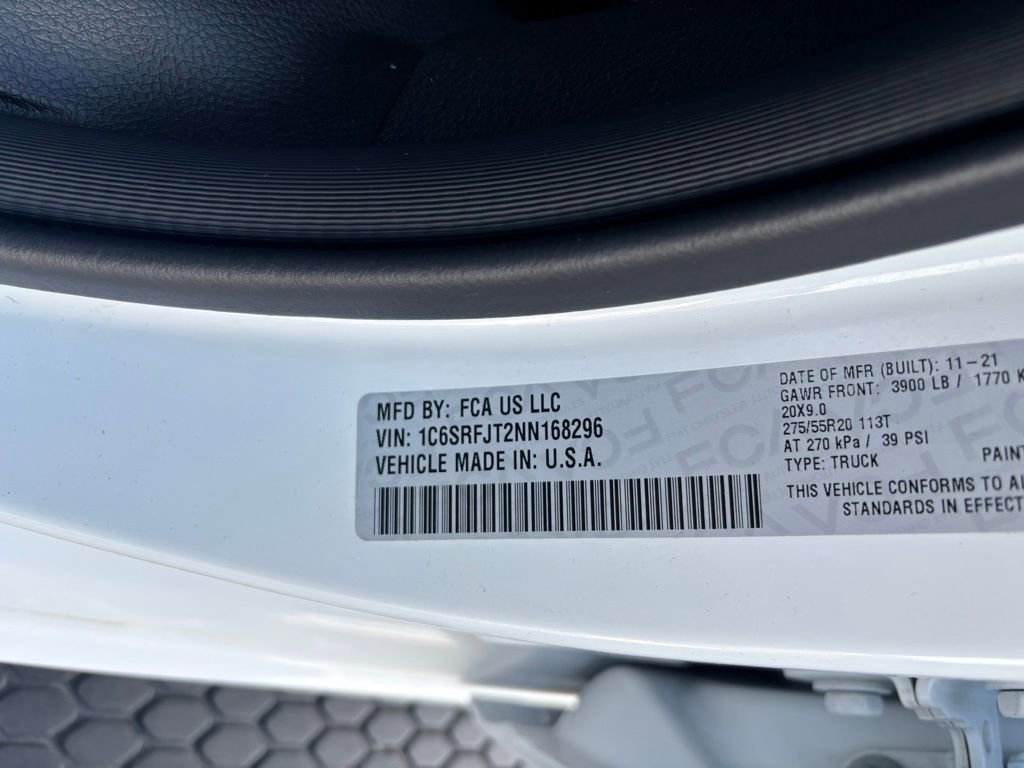 MFD BY: FCA US LLC
VIN: 1C6SRFJT2NN168296
VEHICLE MADE IN: U.S.A.
DATE OF MFR (BUILT): 11-21
GAWR FRONT: 3900 LB / 1770 K
20X9.0
275/55R20 113T
AT 270 kPa / 39 PSI
TYPE: TRUCK PAIN
THIS VEHICLE CONFORMS TO
STANDARDS IN EFFECT